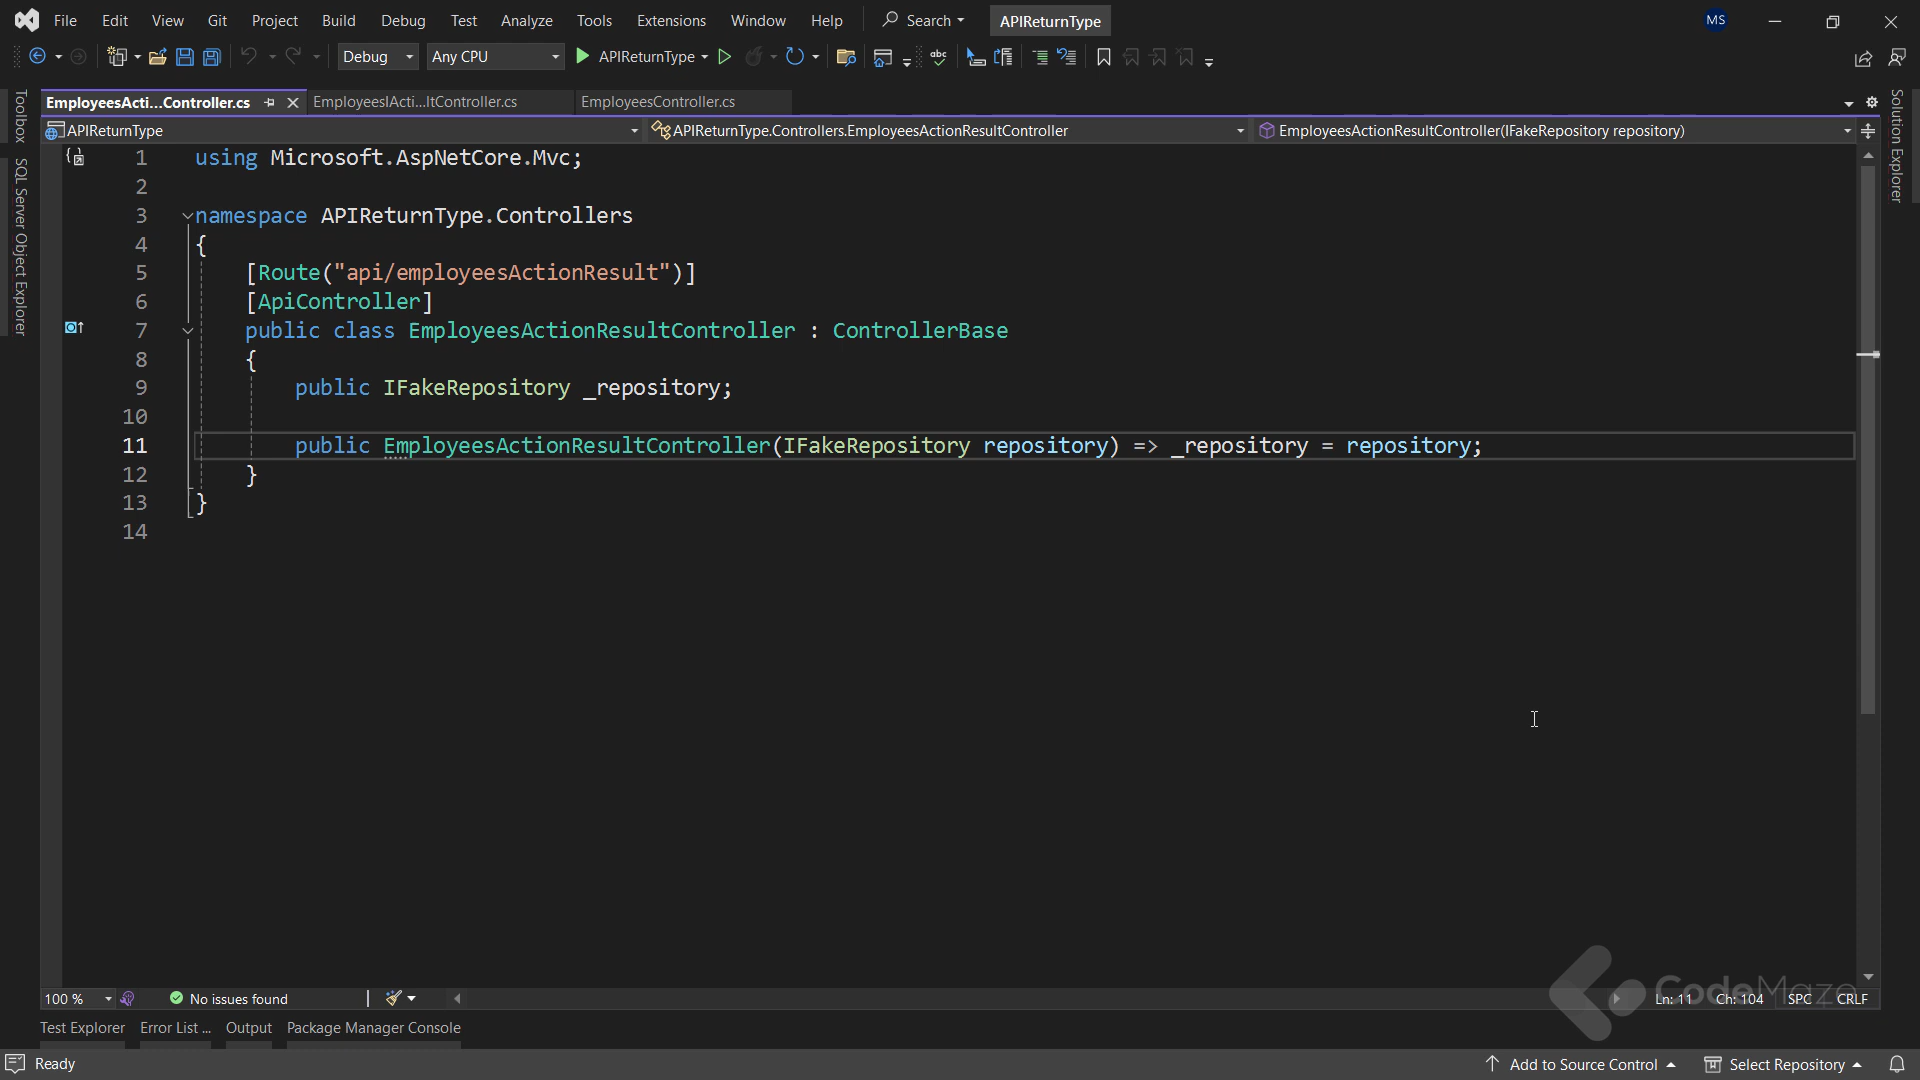 File Edit View Git Project Build Debug Test Analyze Tools Extensions Window Help Search APIReturnType MS
Debug Any CPU APIReturnType abc
Toolbox
SQL Server Object Explorer
Solution Explorer
EmployeesActi...Controller.cs EmployeesIActi...ltController.cs EmployeesController.cs
APIReturnType APIReturnType.Controllers.EmployeesActionResultController EmployeesActionResultController(IFakeRepository repository)
1 using Microsoft.AspNetCore.Mvc;
2
3 namespace APIReturnType.Controllers
4 {
5 [Route("api/employeesActionResult")]
6 [ApiController]
7 public class EmployeesActionResultController : ControllerBase
8 {
9 public IFakeRepository _repository;
10
11 public EmployeesActionResultController(IFakeRepository repository) => _repository = repository;
12 }
13 }
14
CodeMaze
100 % No issues found Ln: 11 Ch: 104 SPC CRLF
Test Explorer Error List ... Output Package Manager Console
Ready Add to Source Control Select Repository